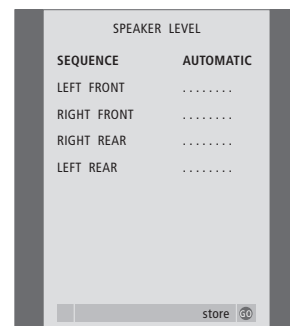 SPEAKER LEVEL
SEQUENCE AUTOMATIC
LEFT FRONT ........
RIGHT FRONT ........
RIGHT REAR ........
LEFT REAR ........
store GO